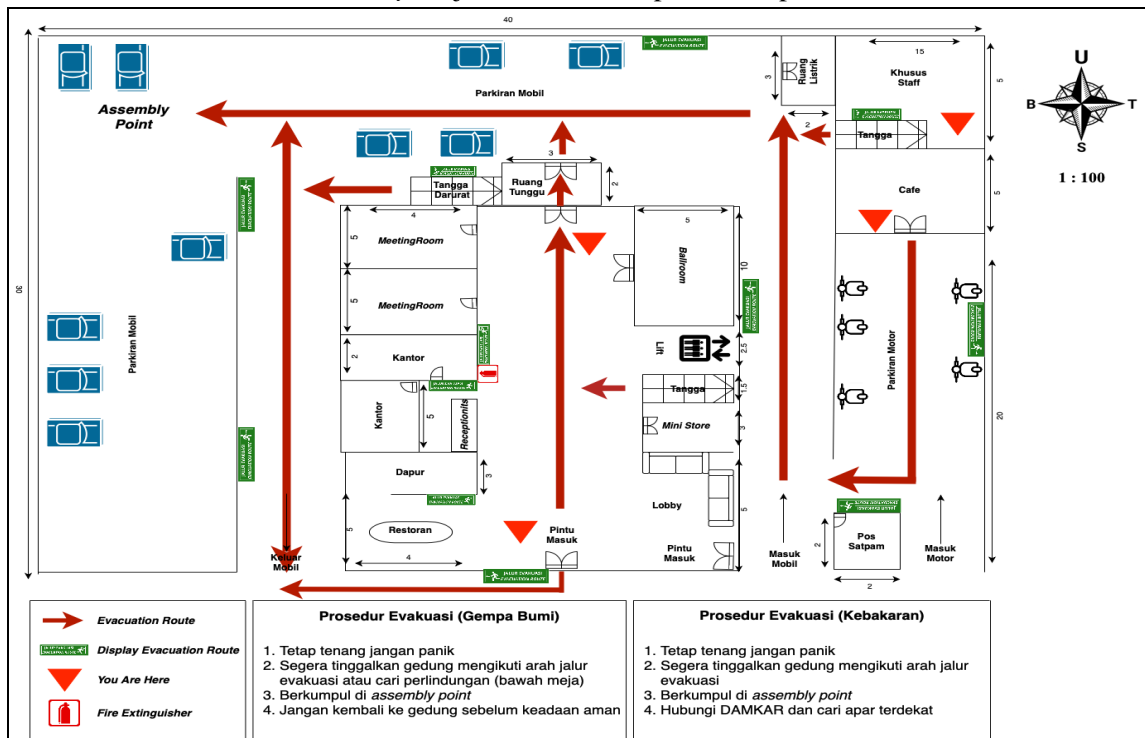 40
15
U
B T
S
1 : 100
30
Assembly
Point
Parkiran Mobil
JALUR EVAKUASI
EVACUATION ROUTE
3
Ruang
Listrik
2
Khusus
Staff
5
Tangga
Cafe
5
3
Tangga
Darurat
Ruang
Tunggu
2
4
5
MeetingRoom
5
MeetingRoom
5
Ballroom
10
Parkiran Mobil
2
Kantor
Lift
2.5
Tangga
1.5
Kantor
5
Receptionits
Mini Store
3
Parkiran Motor
20
Dapur
3
Lobby
5
5
Restoran
4
Pintu
Masuk
Pintu
Masuk
Keluar
Mobil
Masuk
Mobil
2
Pos
Satpam
2
Masuk
Motor
Evacuation Route
Display Evacuation Route
You Are Here
Fire Extinguisher
Prosedur Evakuasi (Gempa Bumi)
1. Tetap tenang jangan panik
2. Segera tinggalkan gedung mengikuti arah jalur
evakuasi atau cari perlindungan (bawah meja)
3. Berkumpul di assembly point
4. Jangan kembali ke gedung sebelum keadaan aman
Prosedur Evakuasi (Kebakaran)
1. Tetap tenang jangan panik
2. Segera tinggalkan gedung mengikuti arah jalur
evakuasi
3. Berkumpul di assembly point
4. Hubungi DAMKAR dan cari apar terdekat